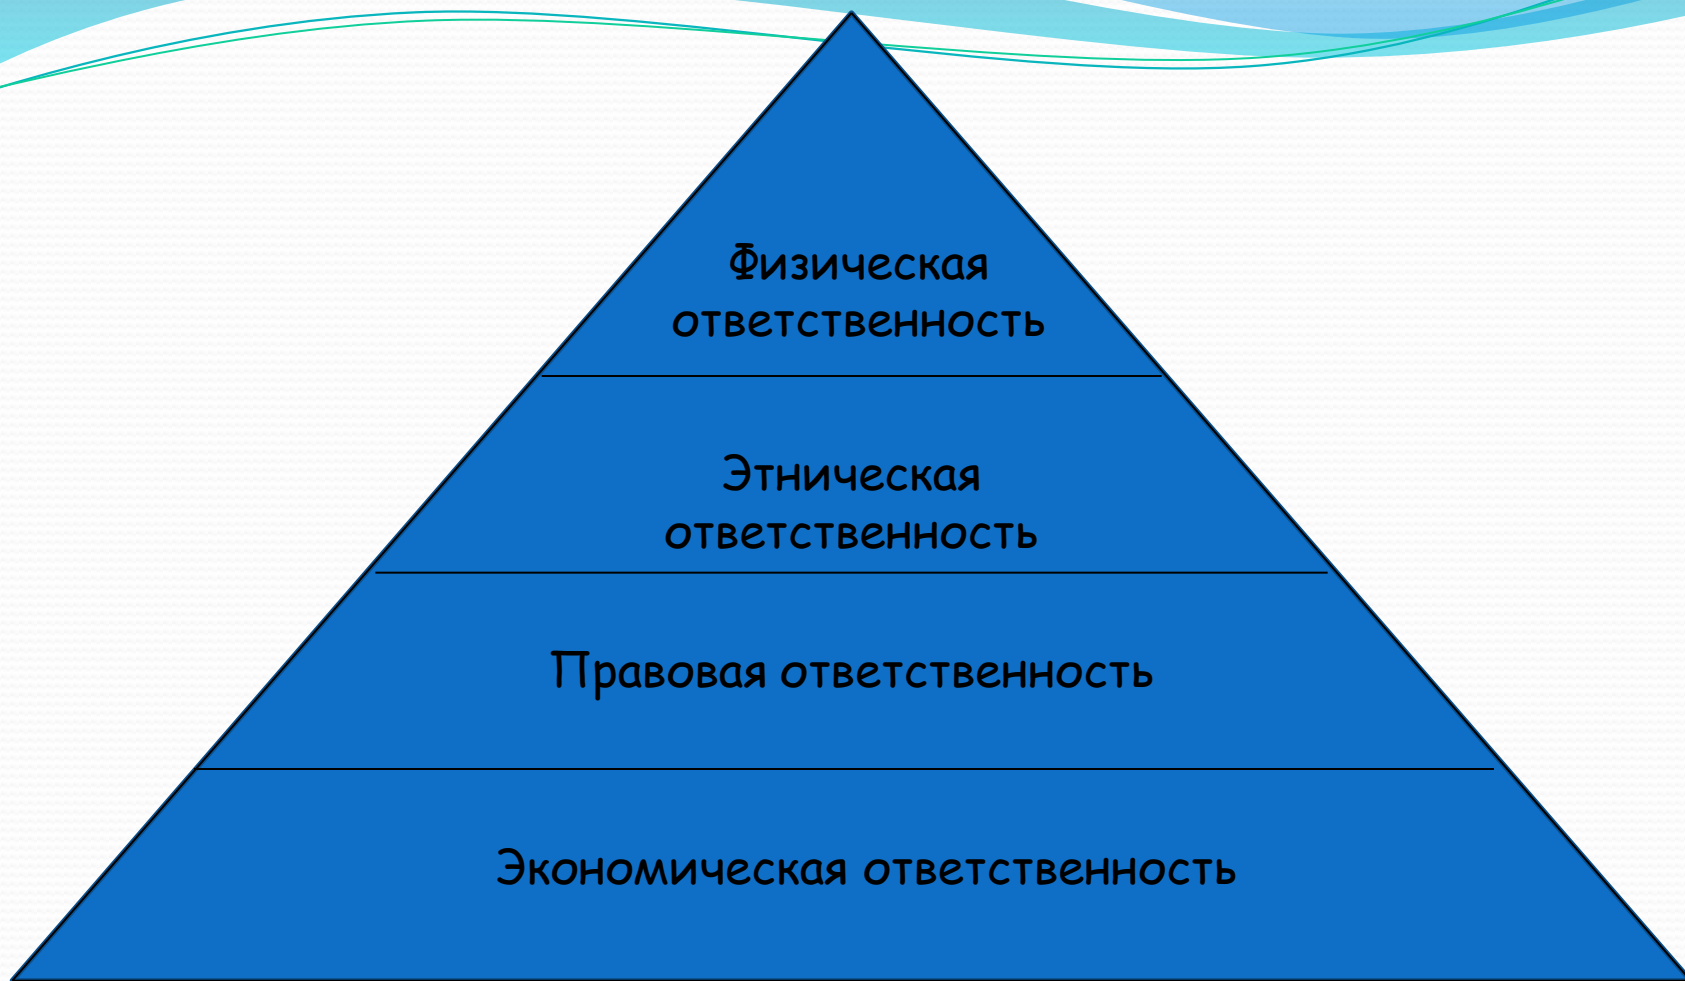 Физическая
ответственность
Этническая
ответственность
Правовая ответственность
Экономическая ответственность